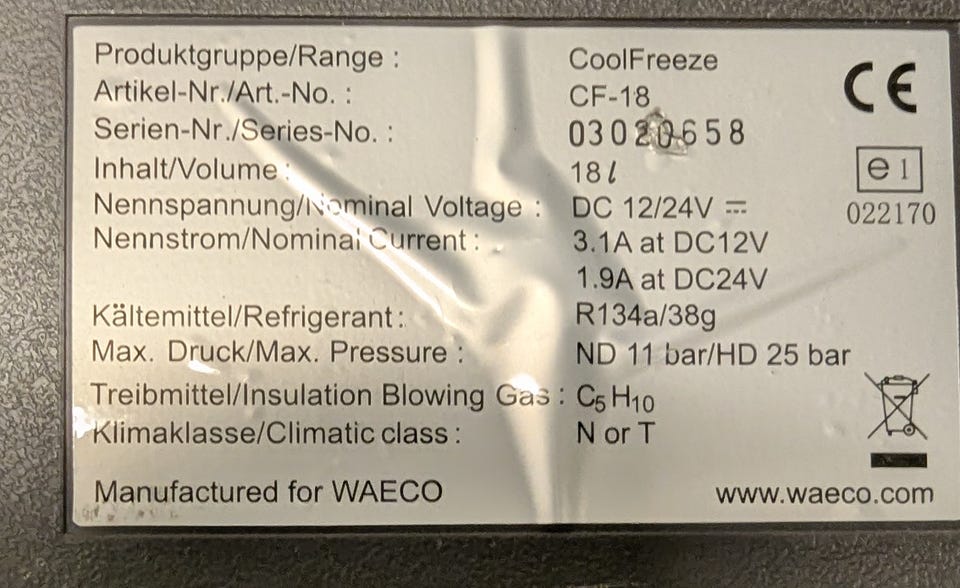 Produktgruppe/Range : CoolFreeze
Artikel-Nr./Art.-No. : CF-18
Serien-Nr./Series-No. : 03020658
Inhalt/Volume : 18 l
Nennspannung/Nominal Voltage : DC 12/24V ⎓
Nennstrom/Nominal Current : 3.1A at DC12V
1.9A at DC24V
Kältemittel/Refrigerant : R134a/38g
Max. Druck/Max. Pressure : ND 11 bar/HD 25 bar
Treibmittel/Insulation Blowing Gas : C5H10
Klimaklasse/Climatic class : N or T
Manufactured for WAECO
www.waeco.com
CE
e1
022170